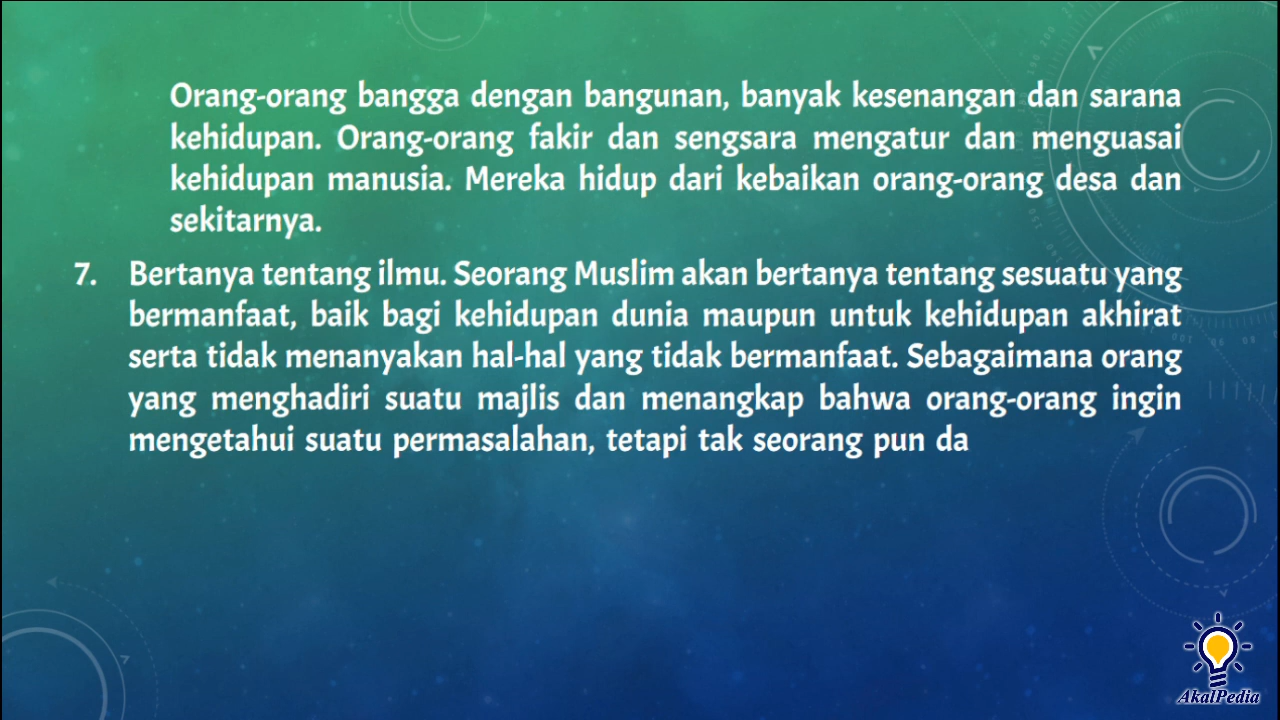 Orang-orang bangga dengan bangunan, banyak kesenangan dan sarana
kehidupan. Orang-orang fakir dan sengsara mengatur dan menguasai
kehidupan manusia. Mereka hidup dari kebaikan orang-orang desa dan
sekitarnya.
7. Bertanya tentang ilmu. Seorang Muslim akan bertanya tentang sesuatu yang
bermanfaat, baik bagi kehidupan dunia maupun untuk kehidupan akhirat
serta tidak menanyakan hal-hal yang tidak bermanfaat. Sebagaimana orang
yang menghadiri suatu majlis dan menangkap bahwa orang-orang ingin
mengetahui suatu permasalahan, tetapi tak seorang pun da
AkalPedia